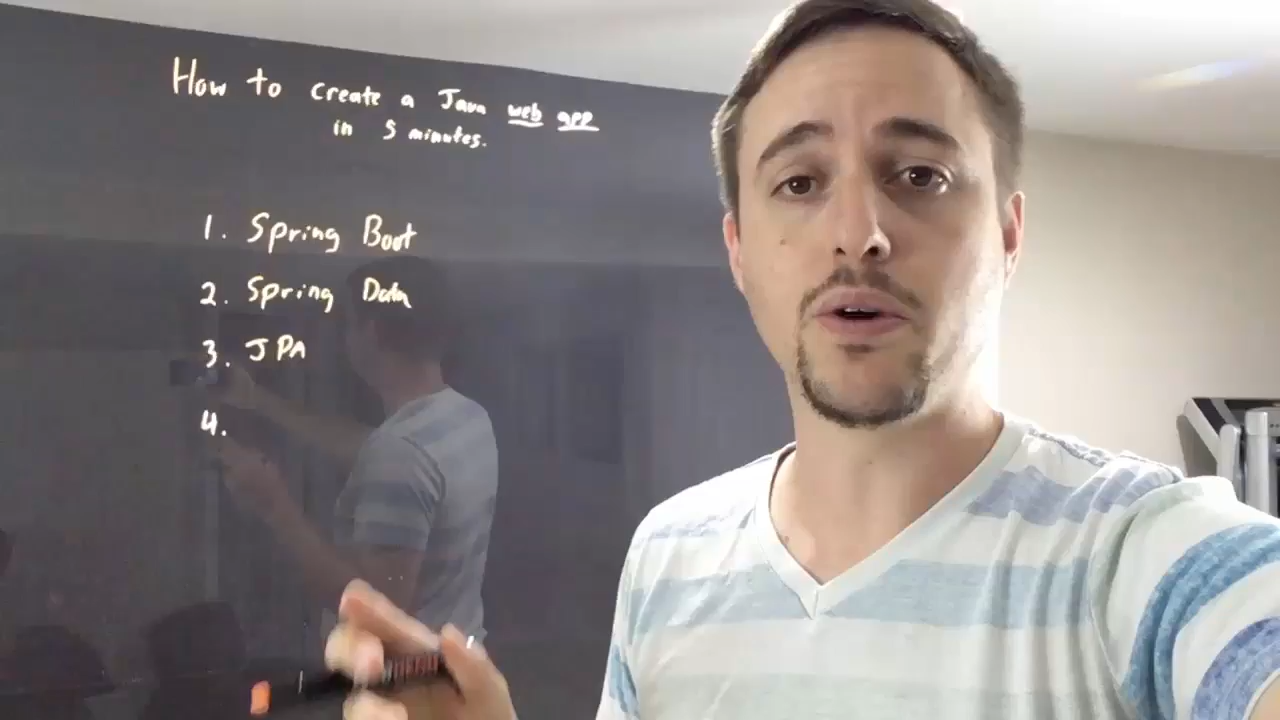 How to create a Java web app
in 5 minutes.
1. Spring Boot
2. Spring Data
3. JPA
4.